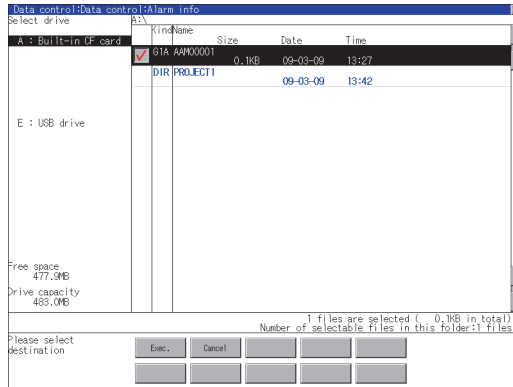 Data control:Data control:Alarm info
Select drive
A:\
Kind Name
Size Date Time
A : Built-in CF card
G1A AAM00001
0.1KB 09-03-09 13:27
DIR PROJECT1
09-03-09 13:42
E : USB drive
Free space
477.9MB
Drive capacity
483.0MB
1 files are selected ( 0.1KB in total)
Number of selectable files in this folder:1 files
Please select
destination
Exec. Cancel